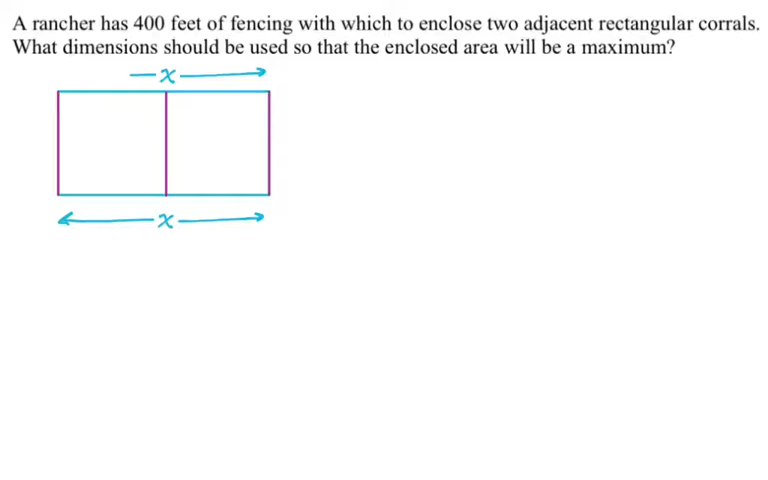 A rancher has 400 feet of fencing with which to enclose two adjacent rectangular corrals.
What dimensions should be used so that the enclosed area will be a maximum?
x
x